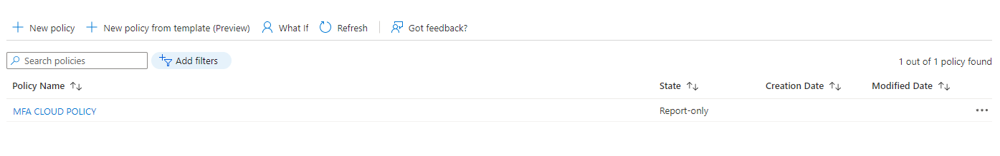 New policy New policy from template (Preview) What If Refresh Got feedback?
Search policies Add filters 1 out of 1 policy found
Policy Name State Creation Date Modified Date
MFA CLOUD POLICY Report-only